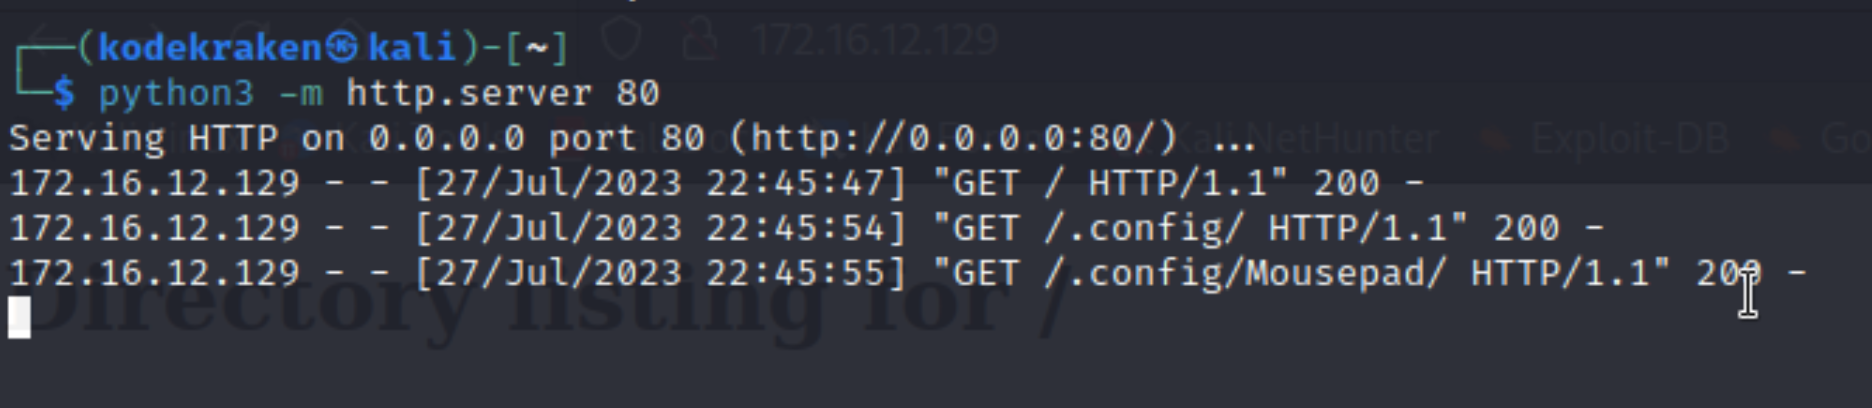 172.16.12.129
┌──(kodekraken㉿kali)-[~]
└─$ python3 -m http.server 80
Serving HTTP on 0.0.0.0 port 80 (http://0.0.0.0:80/) ...
Kali NetHunter Exploit-DB Go
172.16.12.129 - - [27/Jul/2023 22:45:47] "GET / HTTP/1.1" 200 -
172.16.12.129 - - [27/Jul/2023 22:45:54] "GET /.config/ HTTP/1.1" 200 -
172.16.12.129 - - [27/Jul/2023 22:45:55] "GET /.config/Mousepad/ HTTP/1.1" 200 -
Directory listing for /